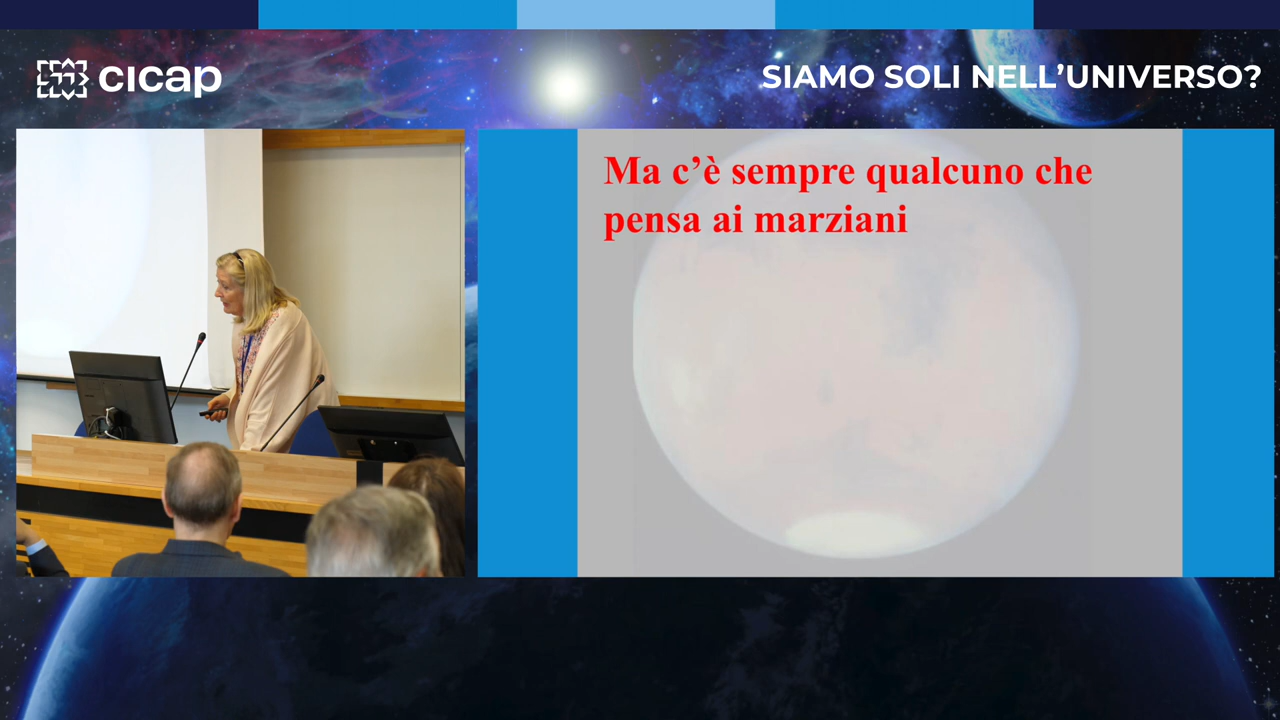 cicap
SIAMO SOLI NELL'UNIVERSO?
Ma c'è sempre qualcuno che
pensa ai marziani